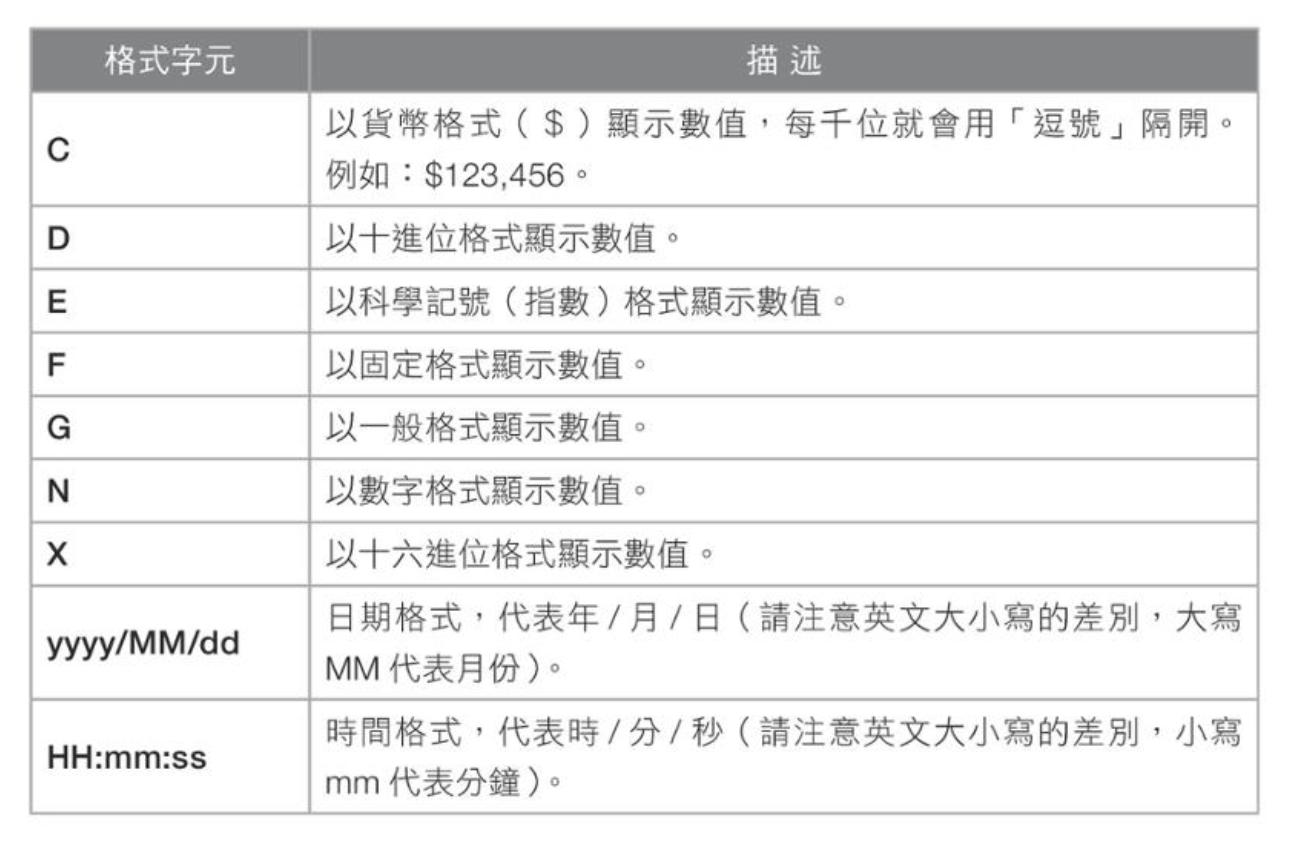 格式字元 描 述
C
以貨幣格式（$）顯示數值，每千位就會用「逗號」隔開。
例如：$123,456。
D 以十進位格式顯示數值。
E 以科學記號（指數）格式顯示數值。
F 以固定格式顯示數值。
G 以一般格式顯示數值。
N 以數字格式顯示數值。
X 以十六進位格式顯示數值。
yyyy/MM/dd
日期格式，代表年 / 月 / 日（請注意英文大小寫的差別，大寫
MM 代表月份）。
HH:mm:ss
時間格式，代表時 / 分 / 秒（請注意英文大小寫的差別，小寫
mm 代表分鐘）。